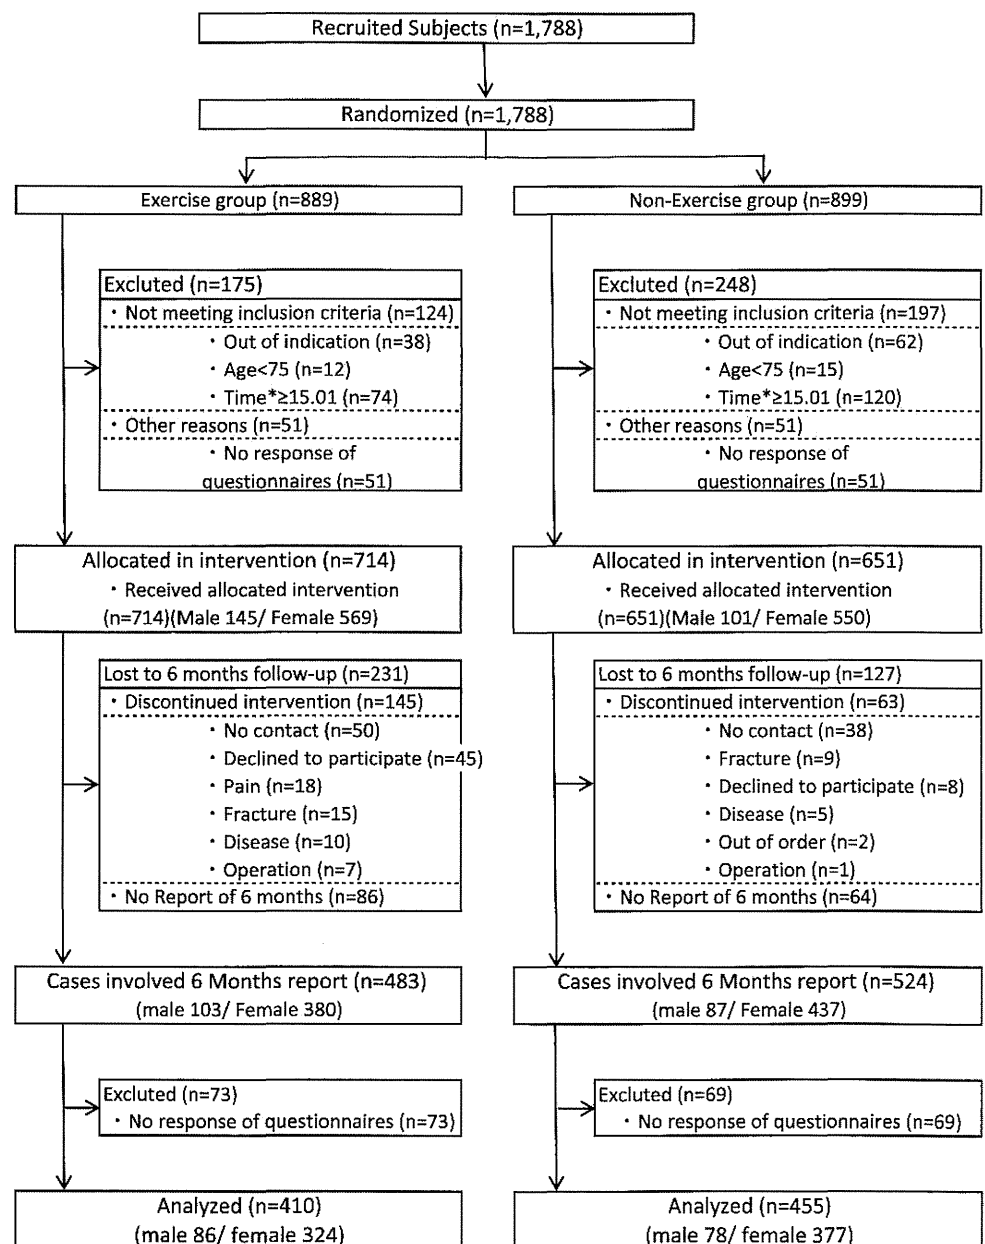 Recruited Subjects (n=1,788)
Randomized (n=1,788)
Exercise group (n=889)
Excluded (n=175)
・Not meeting inclusion criteria (n=124)
・Out of indication (n=38)
・Age<75 (n=12)
・Time*≥15.01 (n=74)
・Other reasons (n=51)
・No response of
questionnaires (n=51)
Allocated in intervention (n=714)
・Received allocated intervention
(n=714)(Male 145/ Female 569)
Lost to 6 months follow-up (n=231)
・Discontinued intervention (n=145)
・No contact (n=50)
・Declined to participate (n=45)
・Pain (n=18)
・Fracture (n=15)
・Disease (n=10)
・Operation (n=7)
・No Report of 6 months (n=86)
Cases involved 6 Months report (n=483)
(male 103/ Female 380)
Excluded (n=73)
・No response of questionnaires (n=73)
Analyzed (n=410)
(male 86/ female 324)
Non-Exercise group (n=899)
Excluded (n=248)
・Not meeting inclusion criteria (n=197)
・Out of indication (n=62)
・Age<75 (n=15)
・Time*≥15.01 (n=120)
・Other reasons (n=51)
・No response of
questionnaires (n=51)
Allocated in intervention (n=651)
・Received allocated intervention
(n=651)(Male 101/ Female 550)
Lost to 6 months follow-up (n=127)
・Discontinued intervention (n=63)
・No contact (n=38)
・Fracture (n=9)
・Declined to participate (n=8)
・Disease (n=5)
・Out of order (n=2)
・Operation (n=1)
・No Report of 6 months (n=64)
Cases involved 6 Months report (n=524)
(male 87/ Female 437)
Excluded (n=69)
・No response of questionnaires (n=69)
Analyzed (n=455)
(male 78/ female 377)